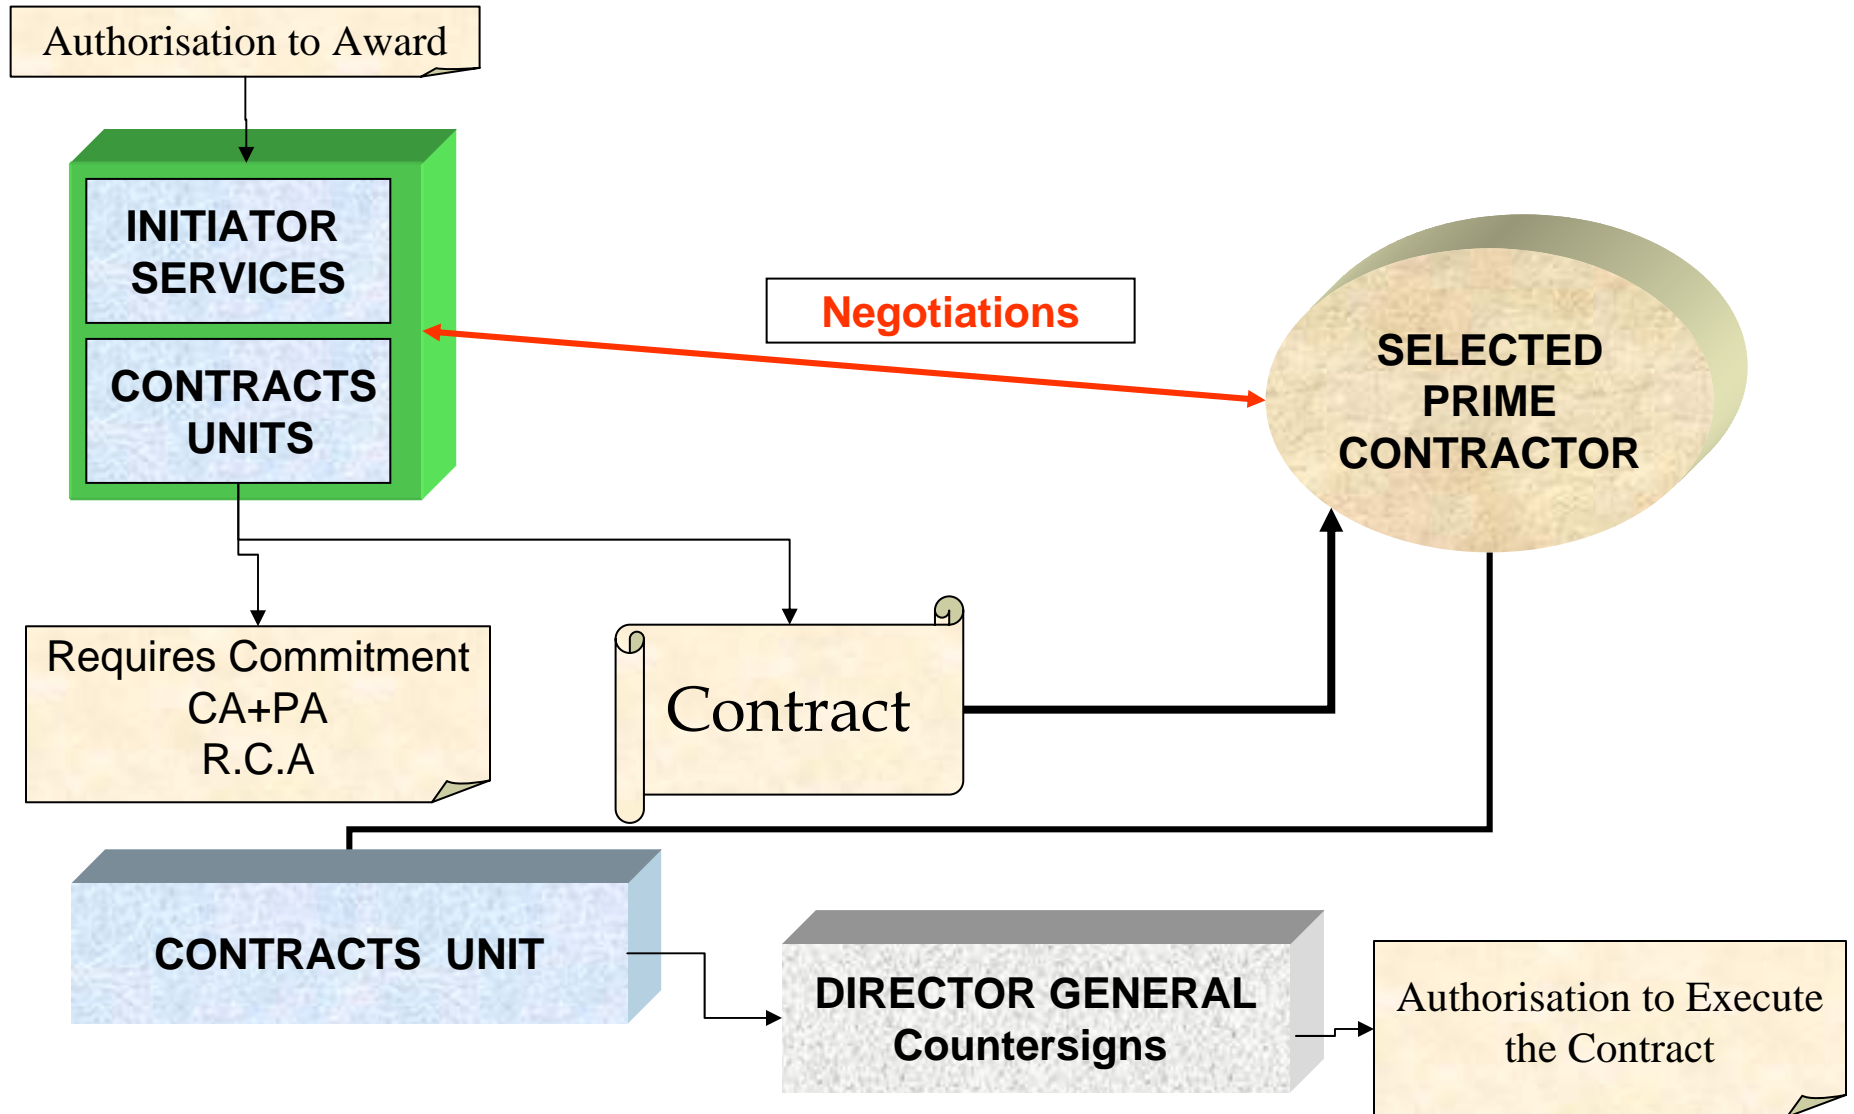 Authorisation to Award
INITIATOR
SERVICES
CONTRACTS
UNITS
Negotiations
SELECTED
PRIME
CONTRACTOR
Requires Commitment
CA+PA
R.C.A
Contract
CONTRACTS UNIT
DIRECTOR GENERAL
Countersigns
Authorisation to Execute
the Contract